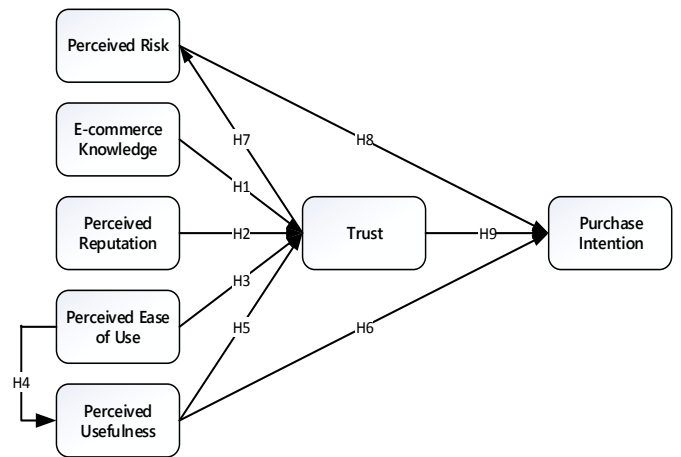 Perceived Risk
E-commerce
Knowledge
Perceived
Reputation
Perceived Ease
of Use
Perceived
Usefulness
Trust
Purchase
Intention
H7
H8
H1
H2
H9
H3
H5
H6
H4